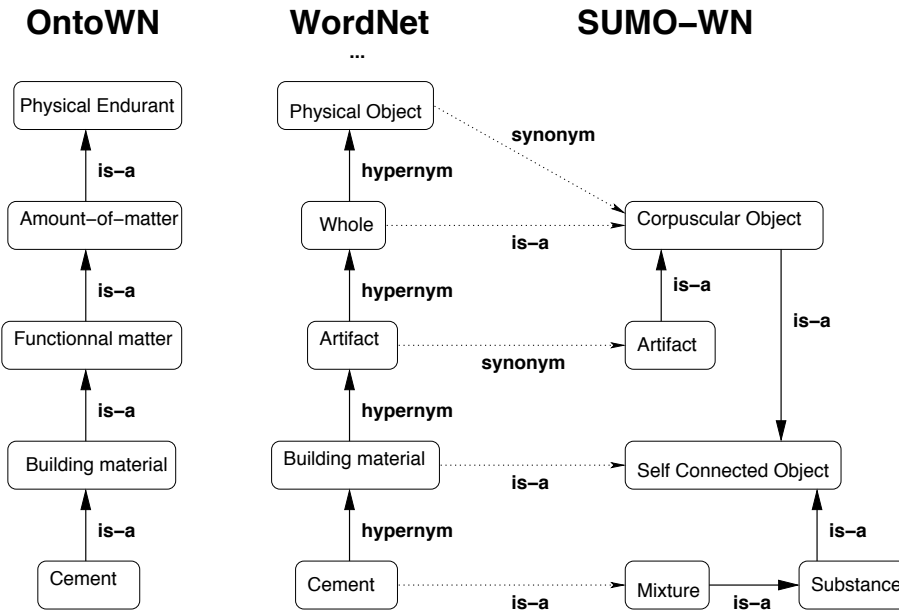 OntoWN WordNet SUMO–WN
...
Physical Endurant
Physical Object
synonym
is–a
hypernym
Amount–of–matter
Whole
Corpuscular Object
is–a
is–a
hypernym
is–a
is–a
Functionnal matter
Artifact
Artifact
synonym
is–a
hypernym
Building material
Building material
Self Connected Object
is–a
is–a
hypernym
is–a
Cement
Cement
Mixture
Substance
is–a
is–a